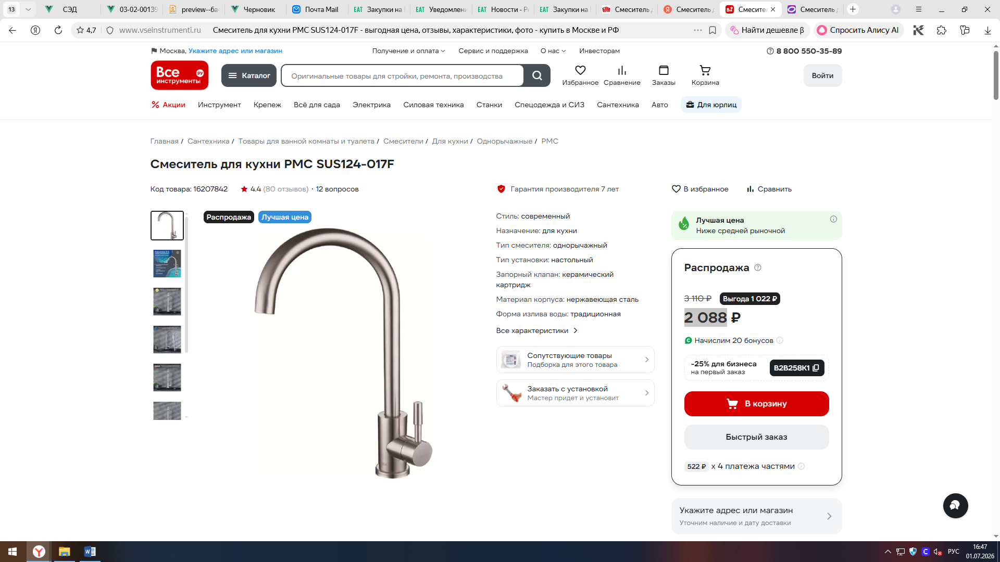 13
СЭД
03-02-00139
preview--ba
Черновик
Почта Mail
ЕАТ Закупки на
ЕАТ Уведомлен
ЕАТ Новости - Р
ЕАТ Закупки на
Смеситель
Смеситель
Смесител
Смеситель
4,7
www.vseinstrumenti.ru
Смеситель для кухни РМС SUS124-017F - выгодная цена, отзывы, характеристики, фото - купить в Москве и РФ
Найти дешевле β
Спросить Алису AI
Москва, Укажите адрес или магазин
Получение и оплата
Сервис и поддержка
О нас
Инвесторам
8 800 550-35-89
Все
инструменты
ру
Каталог
Оригинальные товары для стройки, ремонта, производства
Избранное
Сравнение
Заказы
Корзина
Войти
Акции
Инструмент
Крепеж
Всё для сада
Электрика
Силовая техника
Станки
Спецодежда и СИЗ
Сантехника
Авто
Для юрлиц
Главная / Сантехника / Товары для ванной комнаты и туалета / Смесители / Для кухни / Однорычажные / РМС
Смеситель для кухни РМС SUS124-017F
Код товара: 16207842
4.4 (80 отзывов) · 12 вопросов
Гарантия производителя 7 лет
В избранное
Сравнить
Распродажа
Лучшая цена
Стиль: современный
Назначение: для кухни
Тип смесителя: однорычажный
Тип установки: настольный
Запорный клапан: керамический
картридж
Материал корпуса: нержавеющая сталь
Форма излива воды: традиционная
Все характеристики
Сопутствующие товары
Подборка для этого товара
Заказать с установкой
Мастер придет и установит
Лучшая цена
Ниже средней рыночной
Распродажа
3 110 ₽
Выгода 1 022 ₽
2 088 ₽
Начислим 20 бонусов
-25% для бизнеса
на первый заказ
B2B258K1
В корзину
Быстрый заказ
522 ₽ х 4 платежа частями
Укажите адрес или магазин
Уточним наличие и дату доставки
РУС
16:47
01.07.2026